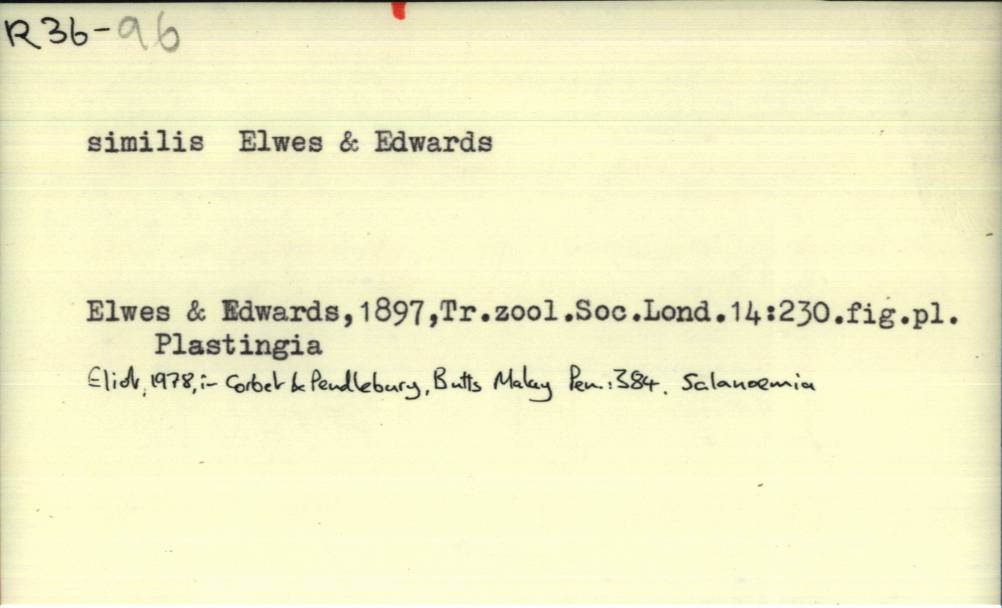 R36-96
similis Elwes & Edwards
Elwes & Edwards,1897,Tr.zool.Soc.Lond.14:230.fig.pl.
Plastingia
Eliot, 1978, in Corbet & Pendlebury, Butts Malay Pen.: 384. Salanoemia